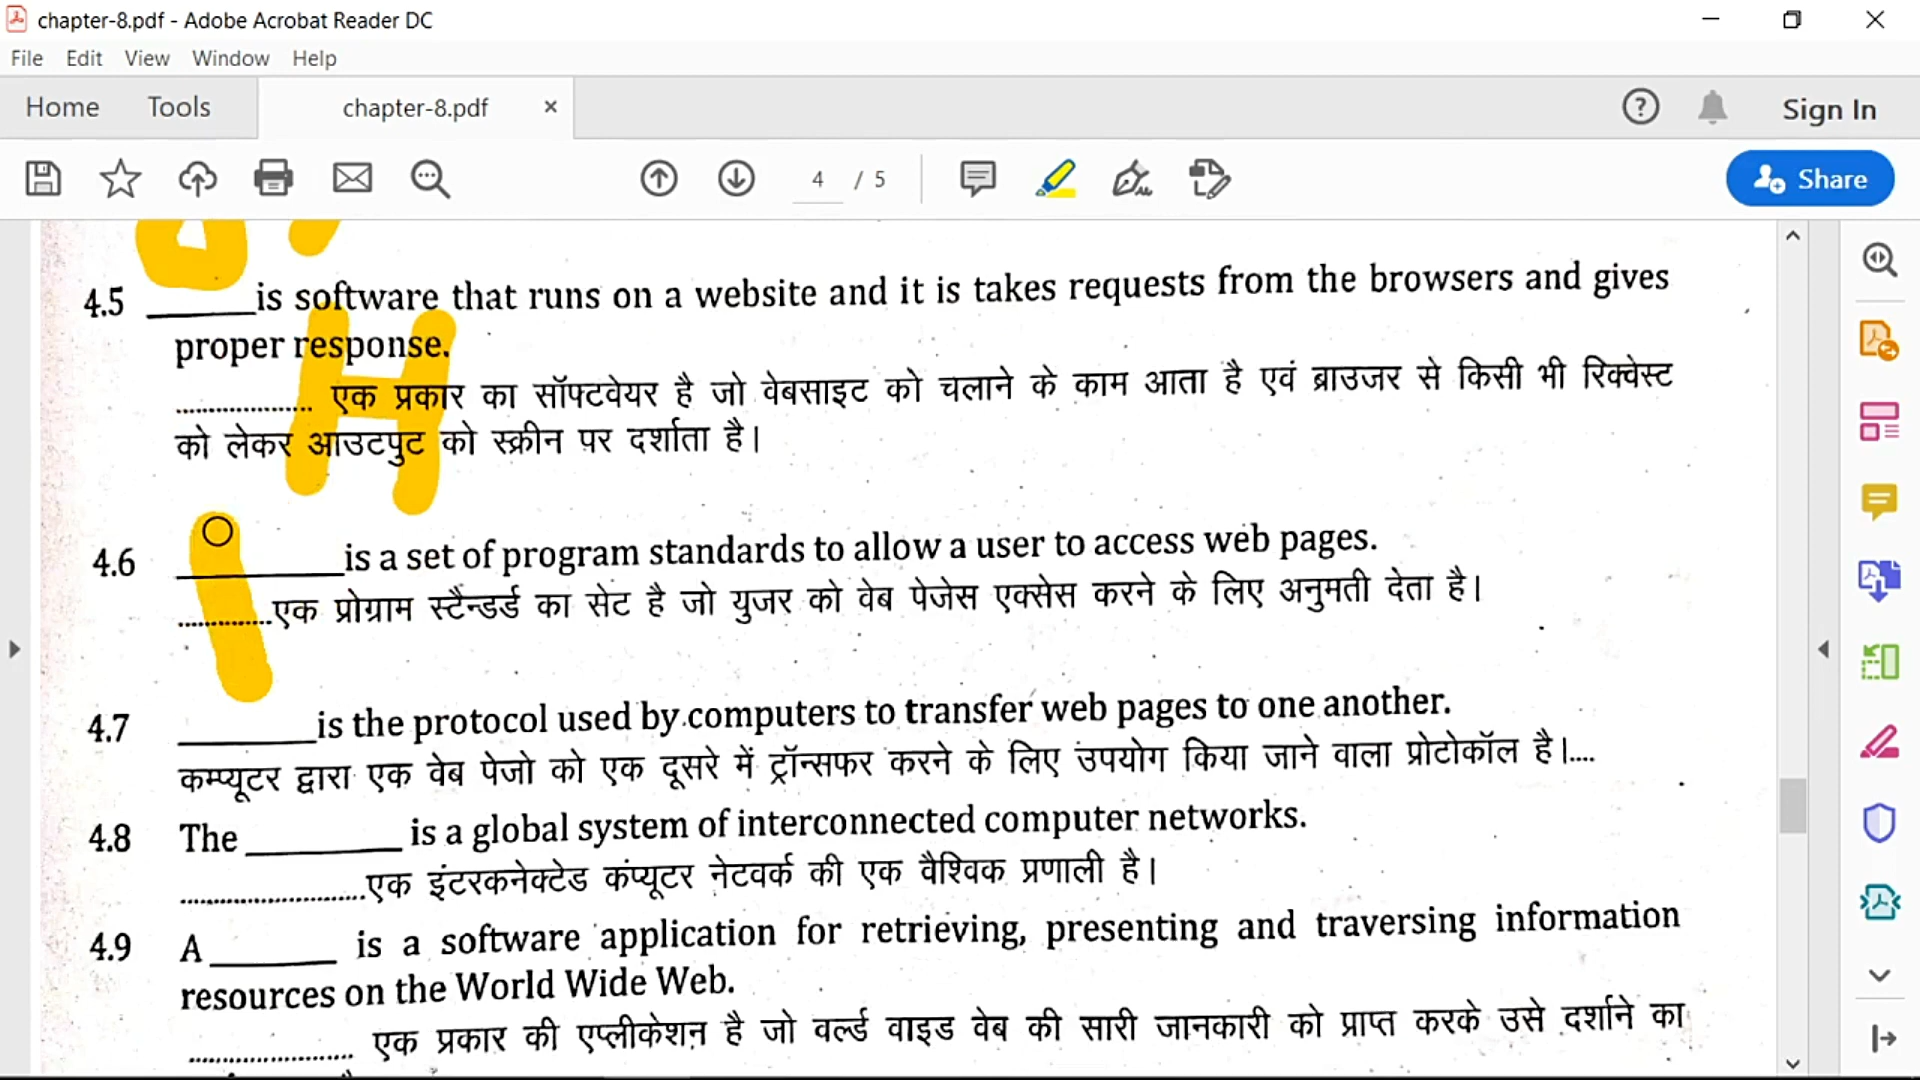 chapter-8.pdf - Adobe Acrobat Reader DC
File Edit View Window Help
Home Tools chapter-8.pdf × Sign In
4 / 5 Share
4.5 ______is software that runs on a website and it is takes requests from the browsers and gives
proper response.
.................... एक प्रकार का सॉफ्टवेयर है जो वेबसाइट को चलाने के काम आता है एवं ब्राउजर से किसी भी रिक्वेस्ट
को लेकर आउटपुट को स्क्रीन पर दर्शाता है।
H
4.6 _________is a set of program standards to allow a user to access web pages.
..............एक प्रोग्राम स्टैन्डर्ड का सेट है जो युजर को वेब पेजेस एक्सेस करने के लिए अनुमती देता है।
4.7 _______is the protocol used by computers to transfer web pages to one another.
कम्प्यूटर द्वारा एक वेब पेजो को एक दूसरे में ट्रॉन्सफर करने के लिए उपयोग किया जाने वाला प्रोटोकॉल है।....
4.8 The ________ is a global system of interconnected computer networks.
...........................एक इंटरकनेक्टेड कंप्यूटर नेटवर्क की एक वैश्विक प्रणाली है।
4.9 A _______ is a software application for retrieving, presenting and traversing information
resources on the World Wide Web.
........................ एक प्रकार की एप्लीकेशन है जो वर्ल्ड वाइड वेब की सारी जानकारी को प्राप्त करके उसे दर्शाने का